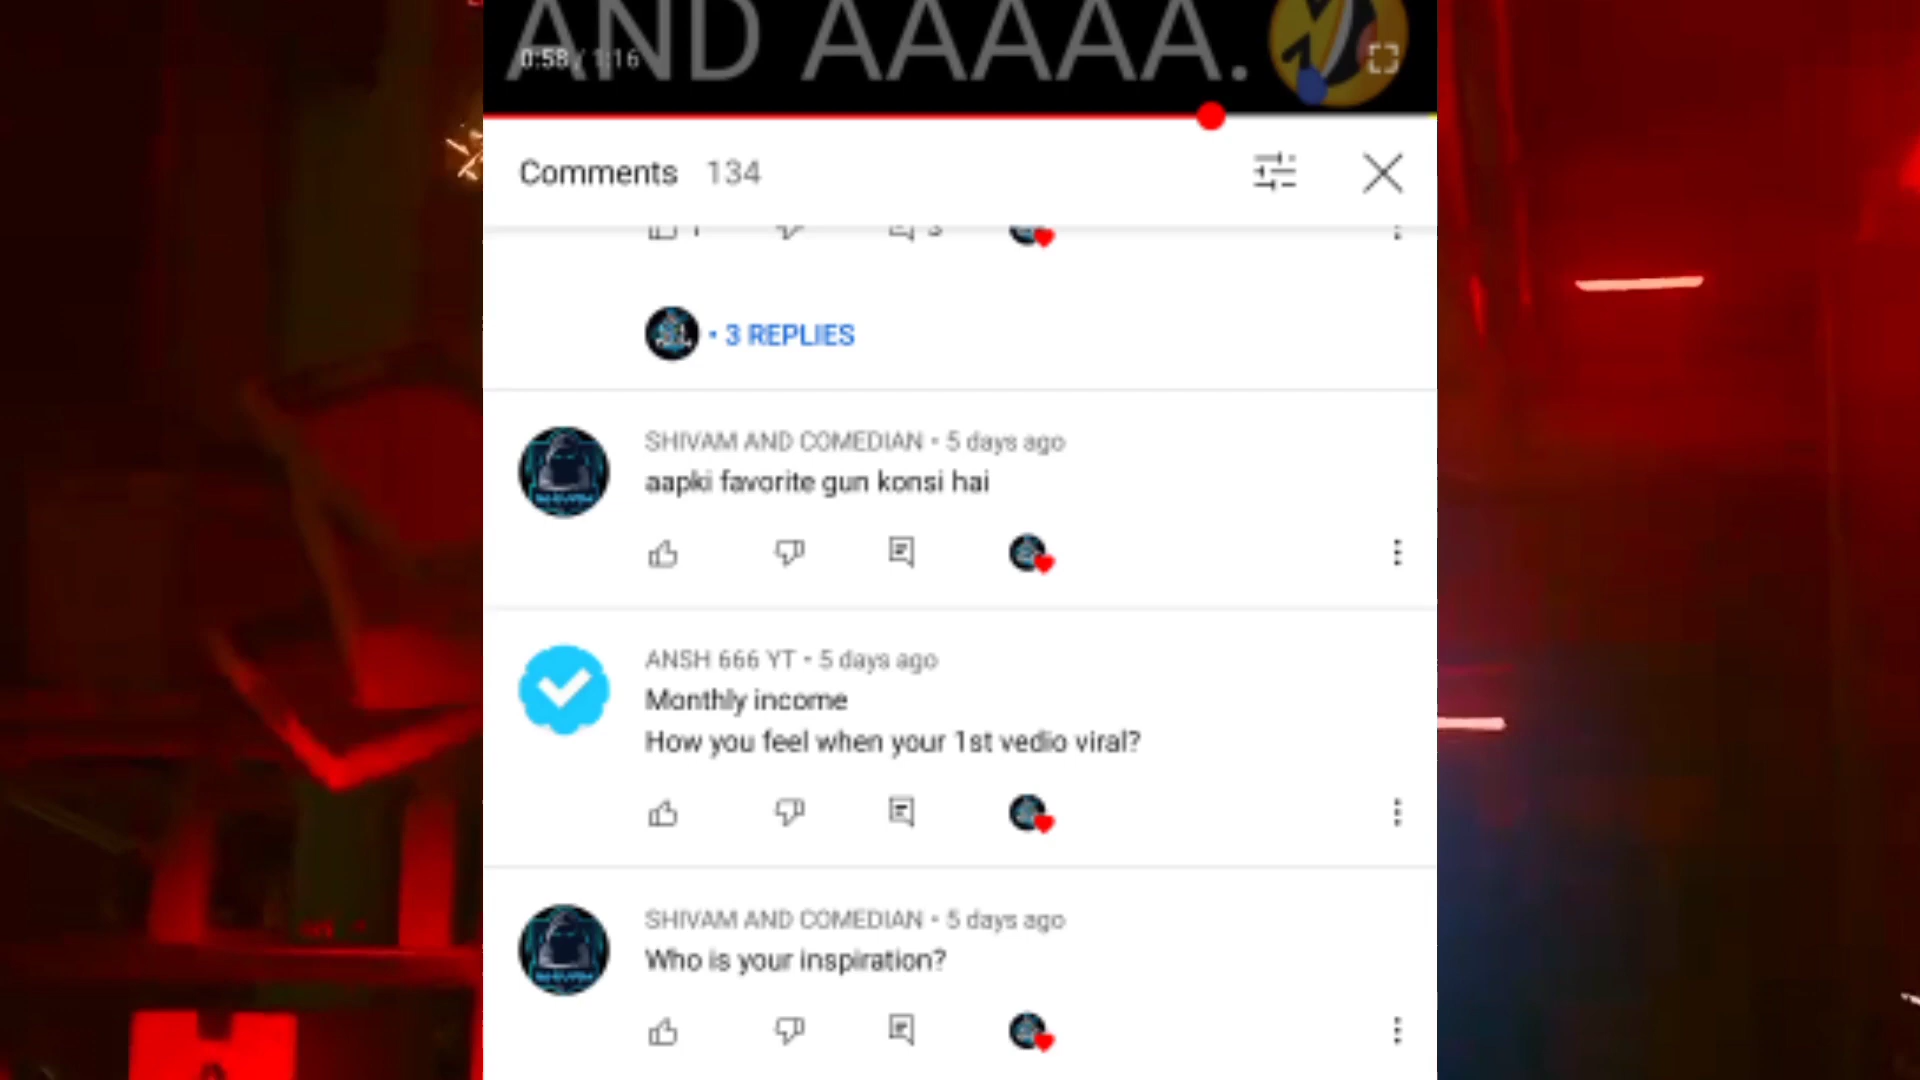 AND AAAAA.
0:58 / 1:16
Comments 134
1 3
• 3 REPLIES
SHIVAM AND COMEDIAN • 5 days ago
aapki favorite gun konsi hai
ANSH 666 YT • 5 days ago
Monthly income
How you feel when your 1st vedio viral?
SHIVAM AND COMEDIAN • 5 days ago
Who is your inspiration?